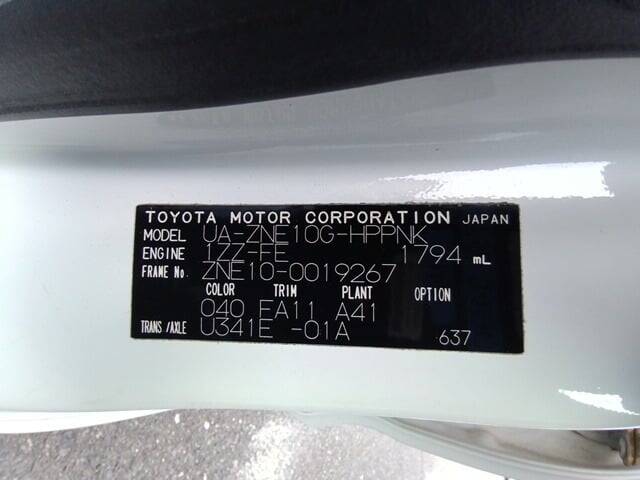 TOYOTA MOTOR CORPORATION JAPAN
MODEL UA-ZNE10G-HPPNK
ENGINE 1ZZ-FE 1794 mL
FRAME No. ZNE10-0019267
COLOR TRIM PLANT OPTION
040 FA11 A41
TRANS/AXLE U341E -01A
637